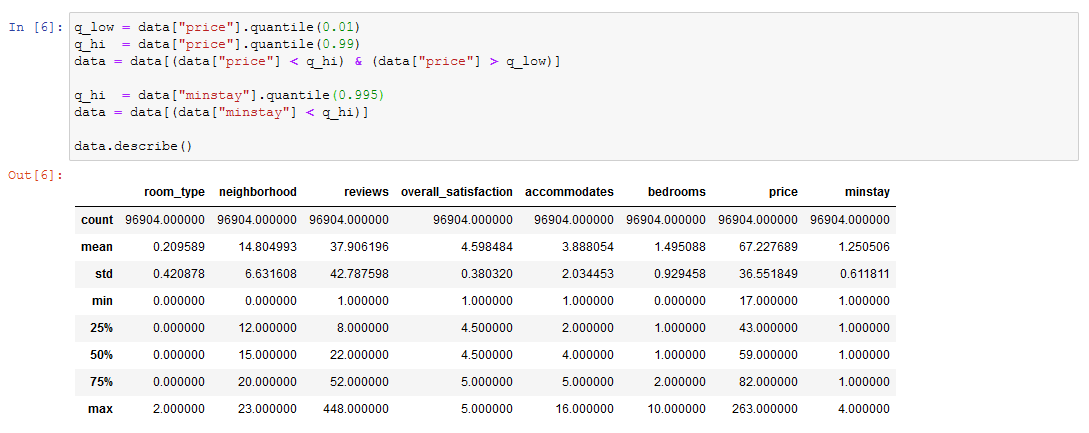 In [6]: q_low = data["price"].quantile(0.01)
q_hi  = data["price"].quantile(0.99)
data = data[(data["price"] < q_hi) & (data["price"] > q_low)]
q_hi  = data["minstay"].quantile(0.995)
data = data[(data["minstay"] < q_hi)]
data.describe()
Out[6]:
room_type neighborhood reviews overall_satisfaction accommodates bedrooms price minstay
count 96904.000000 96904.000000 96904.000000 96904.000000 96904.000000 96904.000000 96904.000000 96904.000000
mean 0.209589 14.804993 37.906196 4.598484 3.888054 1.495088 67.227689 1.250506
std 0.420878 6.631608 42.787598 0.380320 2.034453 0.929458 36.551849 0.611811
min 0.000000 0.000000 1.000000 1.000000 1.000000 0.000000 17.000000 1.000000
25% 0.000000 12.000000 8.000000 4.500000 2.000000 1.000000 43.000000 1.000000
50% 0.000000 15.000000 22.000000 4.500000 4.000000 1.000000 59.000000 1.000000
75% 0.000000 20.000000 52.000000 5.000000 5.000000 2.000000 82.000000 1.000000
max 2.000000 23.000000 448.000000 5.000000 16.000000 10.000000 263.000000 4.000000